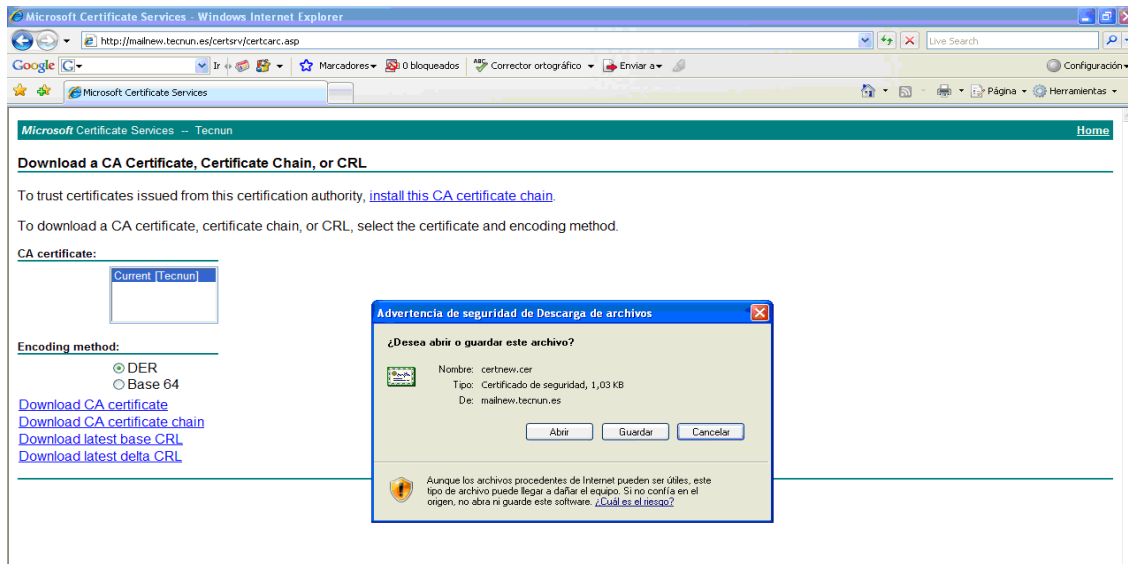 Microsoft Certificate Services - Windows Internet Explorer
http://mailnew.tecnun.es/certsrv/certcarc.asp
Live Search
Google
Ir
Marcadores
0 bloqueados
Corrector ortográfico
Enviar a
Configuración
Microsoft Certificate Services
Página
Herramientas
Microsoft Certificate Services -- Tecnun
Home
Download a CA Certificate, Certificate Chain, or CRL
To trust certificates issued from this certification authority, install this CA certificate chain.
To download a CA certificate, certificate chain, or CRL, select the certificate and encoding method.
CA certificate:
Current [Tecnun]
Encoding method:
DER
Base 64
Download CA certificate
Download CA certificate chain
Download latest base CRL
Download latest delta CRL
Advertencia de seguridad de Descarga de archivos
¿Desea abrir o guardar este archivo?
Nombre: certnew.cer
Tipo: Certificado de seguridad, 1,03 KB
De: mailnew.tecnun.es
Abrir
Guardar
Cancelar
Aunque los archivos procedentes de Internet pueden ser útiles, este
tipo de archivo puede llegar a dañar el equipo. Si no confía en el
origen, no abra ni guarde este software. ¿Cuál es el riesgo?